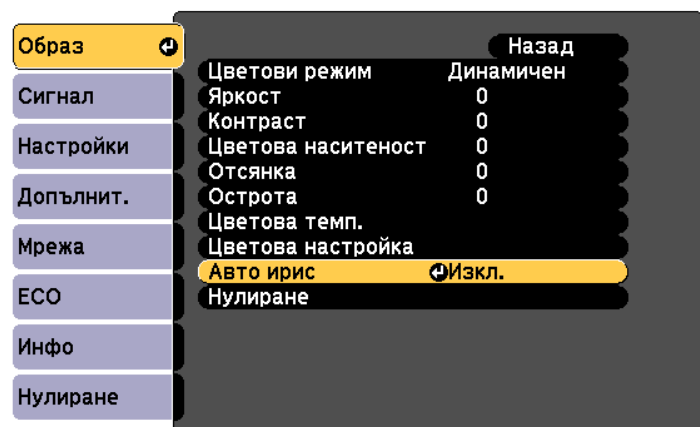 Образ
Сигнал
Настройки
Допълнит.
Мрежа
ECO
Инфо
Нулиране
Назад
Цветови режим Динамичен
Яркост 0
Контраст 0
Цветова наситеност 0
Отсянка 0
Острота 0
Цветова темп.
Цветова настройка
Авто ирис Изкл.
Нулиране